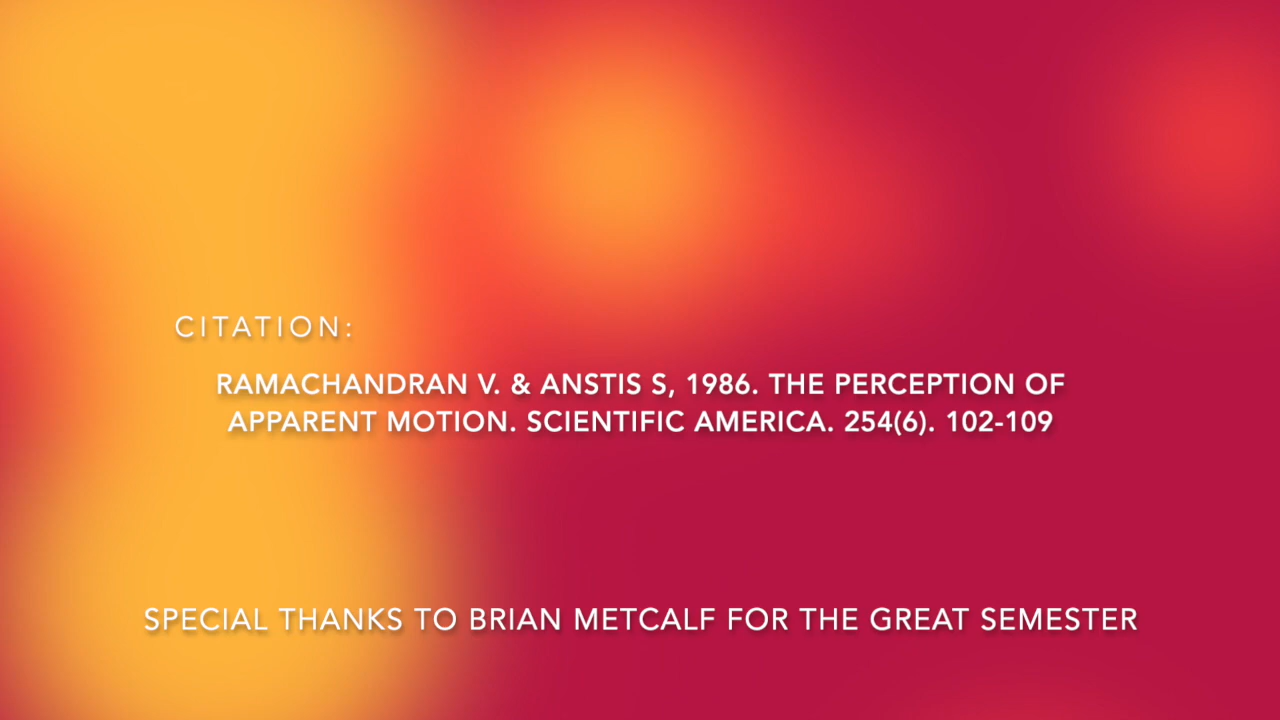 CITATION:
RAMACHANDRAN V. & ANSTIS S, 1986. THE PERCEPTION OF
APPARENT MOTION. SCIENTIFIC AMERICA. 254(6). 102-109
SPECIAL THANKS TO BRIAN METCALF FOR THE GREAT SEMESTER